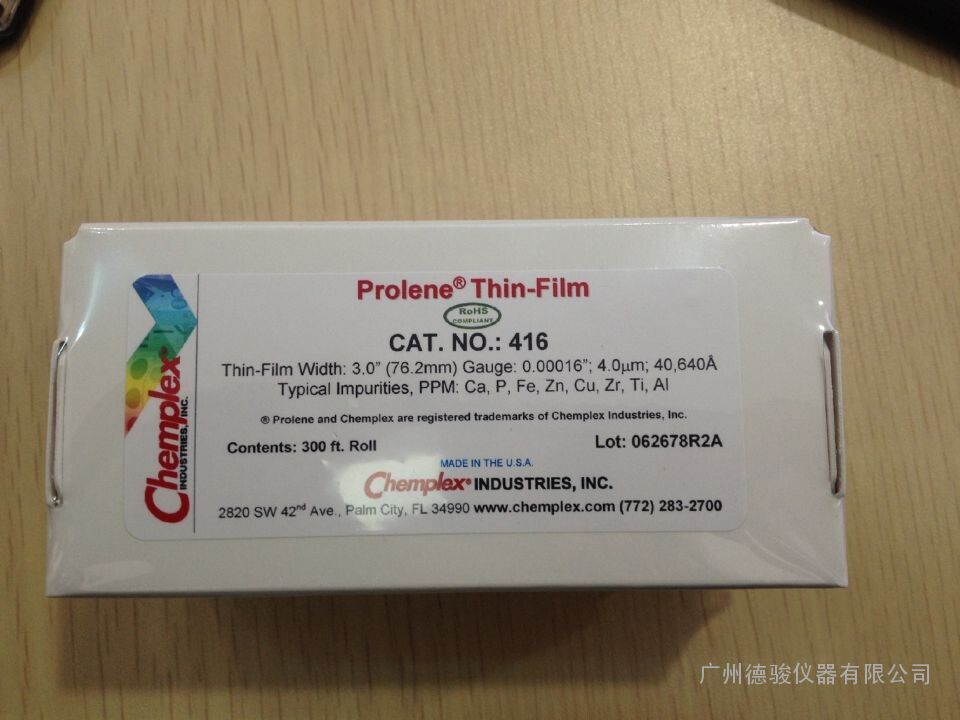 Prolene® Thin-Film
RoHS
COMPLIANT
CAT. NO.: 416
Thin-Film Width: 3.0" (76.2mm) Gauge: 0.00016"; 4.0µm; 40,640Å
Typical Impurities, PPM: Ca, P, Fe, Zn, Cu, Zr, Ti, Al
® Prolene and Chemplex are registered trademarks of Chemplex Industries, Inc.
Contents: 300 ft. Roll
Lot: 062678R2A
MADE IN THE U.S.A.
Chemplex® INDUSTRIES, INC.
2820 SW 42nd Ave., Palm City, FL 34990 www.chemplex.com (772) 283-2700
Chemplex®
INDUSTRIES, INC.
广州德骏仪器有限公司